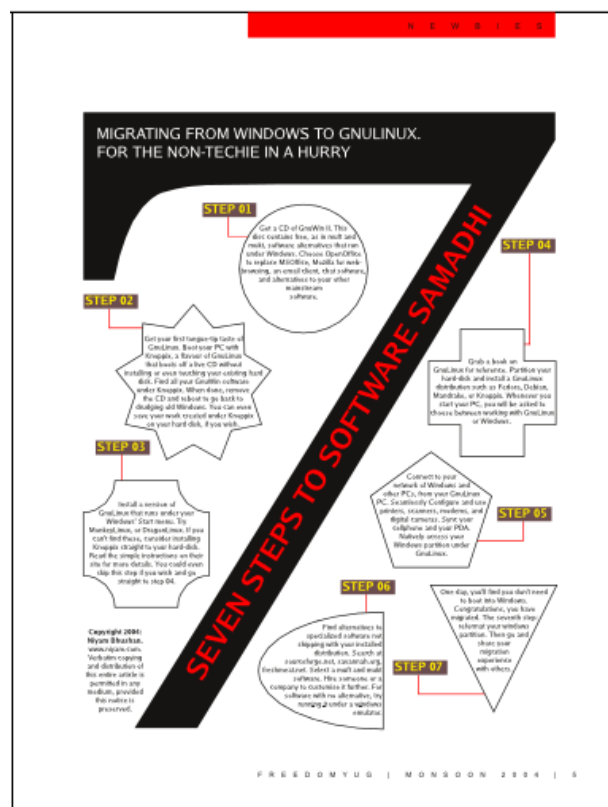 NEWBIES
MIGRATING FROM WINDOWS TO GNULINUX.
FOR THE NON-TECHIE IN A HURRY
SEVEN STEPS TO SOFTWARE SAMADHI
STEP 01
Get a CD of GnuWin II. This
disc contains free, as in mult and
mukt, software alternatives that run
under Windows. Choose OpenOffice
to replace MSOffice, Mozilla for web-
browsing, an email client, chat software,
and alternatives to your other
mainstream
software.
STEP 02
Get your first tongue-tip taste of
GnuLinux. Boot your PC with
Knoppix, a flavour of GnuLinux
that boots off a live CD without
installing or even touching your existing hard
disk. Find all your GnuWin software
under Knoppix. When done, remove
the CD and reboot to go back to
drudging old Windows. You can even
save your work created under Knoppix
on your hard disk, if you wish.
STEP 03
Install a version of
GnuLinux that runs under your
Windows' Start menu. Try
MonkeyLinux, or DragonLinux. If you
can't find these, consider installing
Knoppix straight to your hard-disk.
Read the simple instructions on their
site for more details. You could even
skip this step if you wish and go
straight to step 04.
STEP 04
Grab a book on
GnuLinux for reference. Partition your
hard-disk and install a GnuLinux
distribution such as Fedora, Debian,
Mandrake, or Knoppix. Whenever you
start your PC, you will be asked to
choose between working with GnuLinux
or Windows.
STEP 05
Connect to your
network of Windows and
other PCs, from your GnuLinux
PC. Seamlessly Configure and use
printers, scanners, modems, and
digital cameras. Sync your
cellphone and your PDA.
Natively access your
Windows partition under
GnuLinux.
STEP 06
Find alternatives to
specialized software not
shipping with your installed
distribution. Search at
sourceforge.net, savannah.org,
freshmeat.net. Select a mult and mukt
software. Hire someone or a
company to customise it further. For
software with no alternative, try
running it under a windows
emulator.
STEP 07
One day, you'll find you don't need
to boot into Windows.
Congratulations, you have
migrated. The seventh step:
reformat your windows
partition. Then go and
share your
migration
experience
with others.
Copyright 2004:
Niyam Bhushan.
www.niyam.com.
Verbatim copying
and distribution of
this entire article is
permitted in any
medium, provided
this notice is
preserved.
FREEDOMYUG | MONSOON 2004 | 5